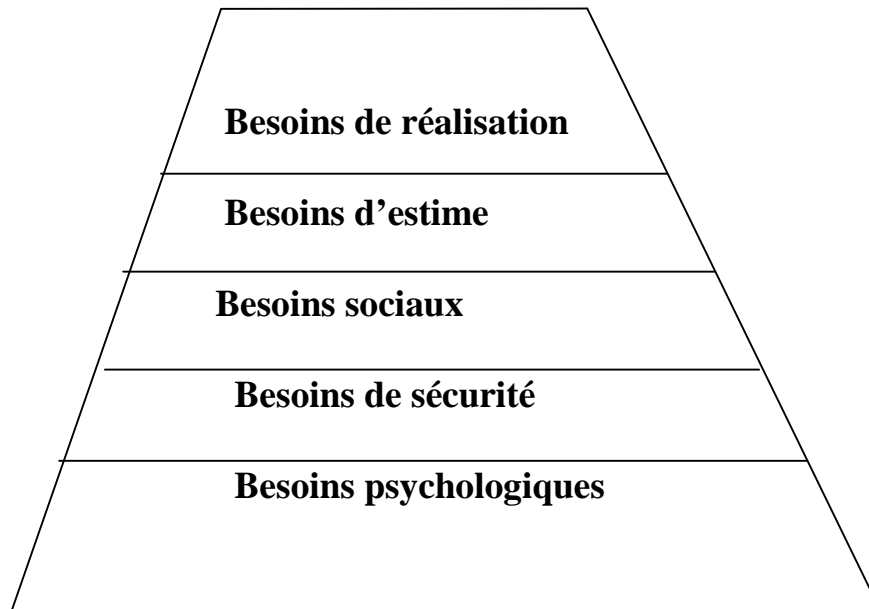 Besoins de réalisation
Besoins d’estime
Besoins sociaux
Besoins de sécurité
Besoins psychologiques